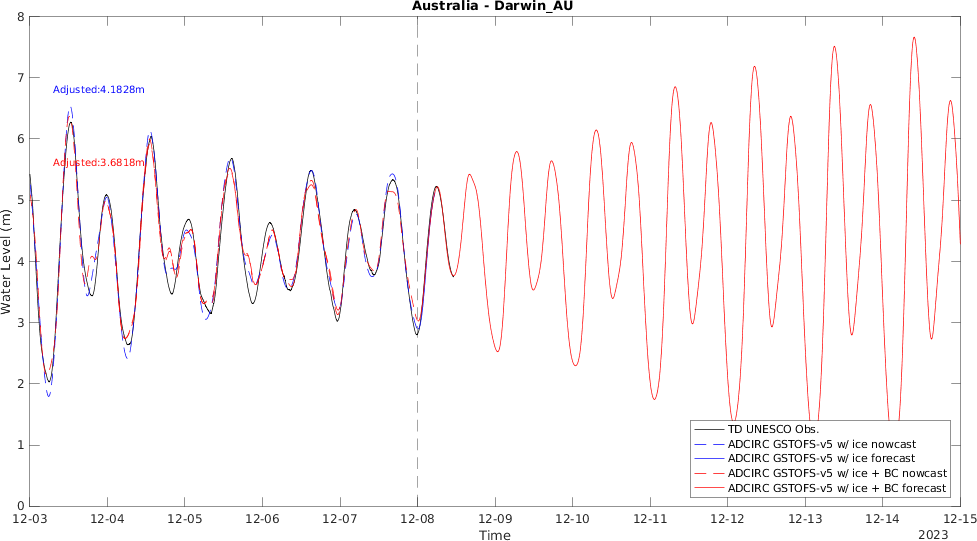 Australia - Darwin_AU
8
7
6
5
4
3
2
1
0
Water Level (m)
Adjusted:4.1828m
Adjusted:3.6818m
TD UNESCO Obs.
ADCIRC GSTOFS-v5 w/ ice nowcast
ADCIRC GSTOFS-v5 w/ ice forecast
ADCIRC GSTOFS-v5 w/ ice + BC nowcast
ADCIRC GSTOFS-v5 w/ ice + BC forecast
12-03 12-04 12-05 12-06 12-07 12-08 12-09 12-10 12-11 12-12 12-13 12-14 12-15
Time
2023